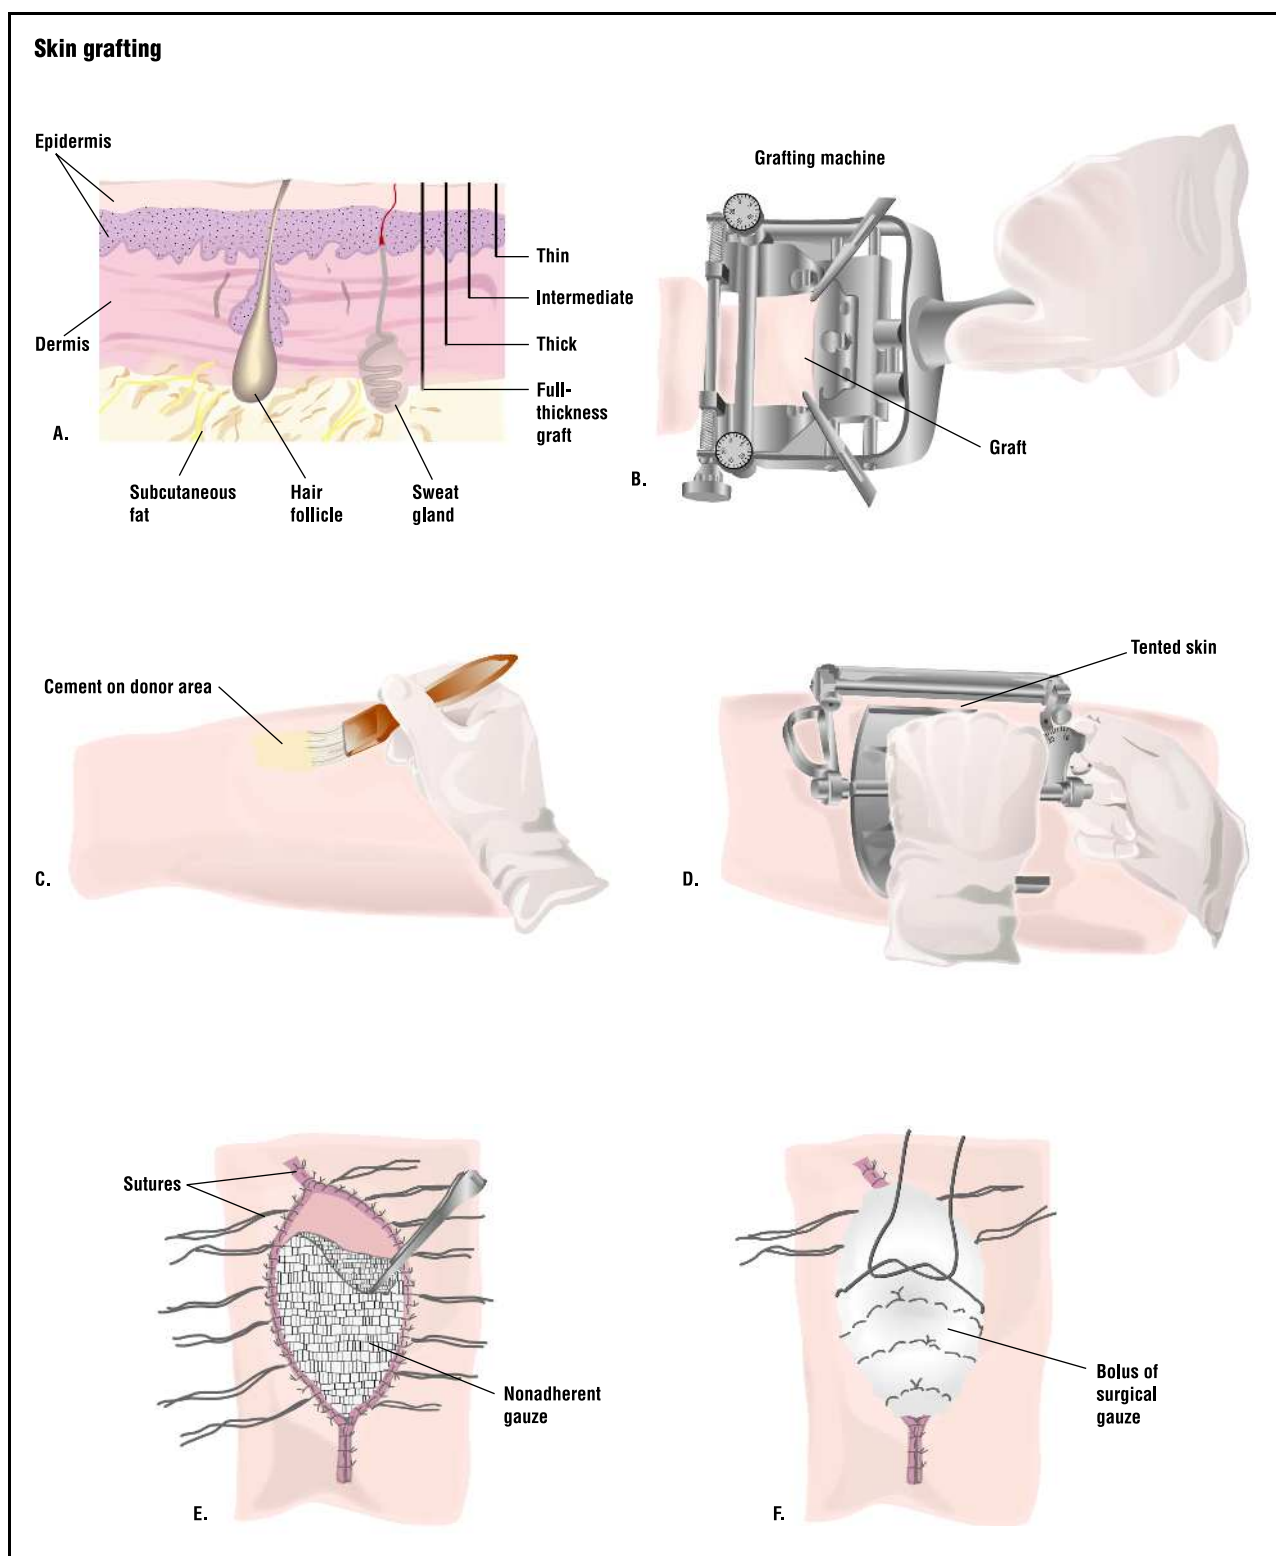 Skin grafting
Epidermis
Dermis
Thin
Intermediate
Thick
Full-
thickness
graft
A.
Subcutaneous
fat
Hair
follicle
Sweat
gland
Grafting machine
Graft
B.
Cement on donor area
C.
Tented skin
D.
Sutures
Nonadherent
gauze
E.
Bolus of
surgical
gauze
F.